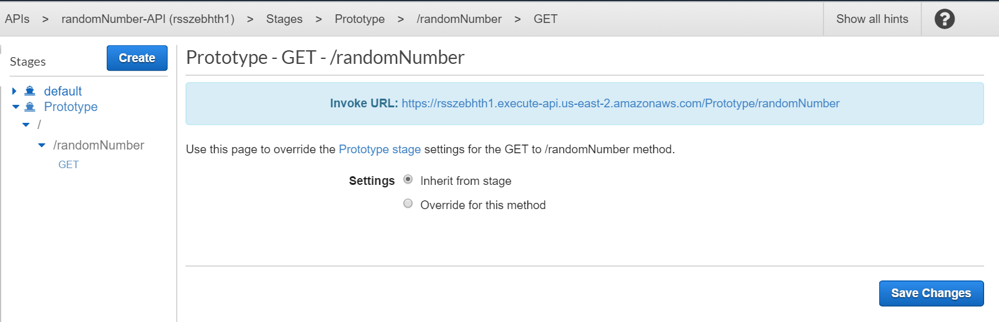 APIs > randomNumber-API (rsszebhth1) > Stages > Prototype > /randomNumber > GET Show all hints ?
Stages Create
default
Prototype
/
/randomNumber
GET
Prototype - GET - /randomNumber
Invoke URL: https://rsszebhth1.execute-api.us-east-2.amazonaws.com/Prototype/randomNumber
Use this page to override the Prototype stage settings for the GET to /randomNumber method.
Settings Inherit from stage
Override for this method
Save Changes